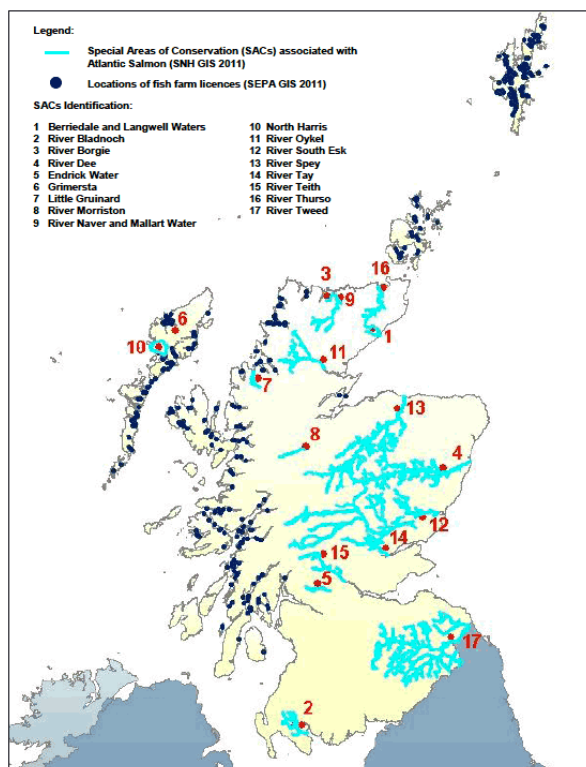 Legend:
Special Areas of Conservation (SACs) associated with
Atlantic Salmon (SNH GIS 2011)
Locations of fish farm licences (SEPA GIS 2011)
SACs Identification:
1 Berriedale and Langwell Waters
2 River Bladnoch
3 River Borgie
4 River Dee
5 Endrick Water
6 Grimersta
7 Little Gruinard
8 River Morriston
9 River Naver and Mallart Water
10 North Harris
11 River Oykel
12 River South Esk
13 River Spey
14 River Tay
15 River Teith
16 River Thurso
17 River Tweed
3
16
9
6
1
10
11
7
13
8
4
12
14
15
5
17
2